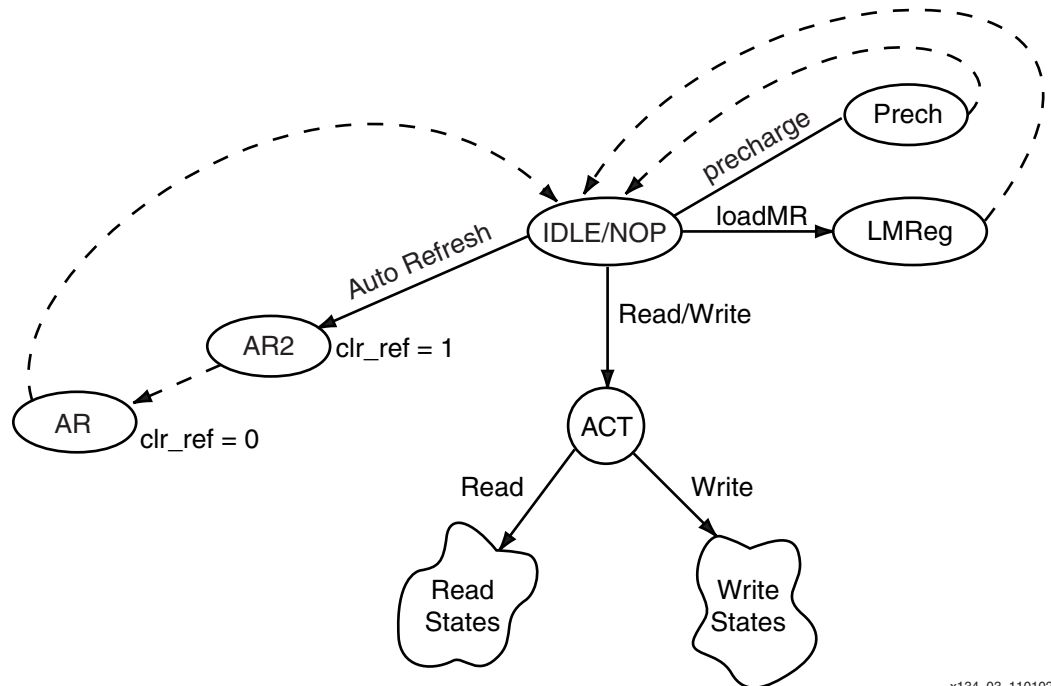 Prech
precharge
loadMR
IDLE/NOP
LMReg
Auto Refresh
Read/Write
AR2
clr_ref = 1
AR
clr_ref = 0
ACT
Read
Write
Read
States
Write
States
x134_03_110102